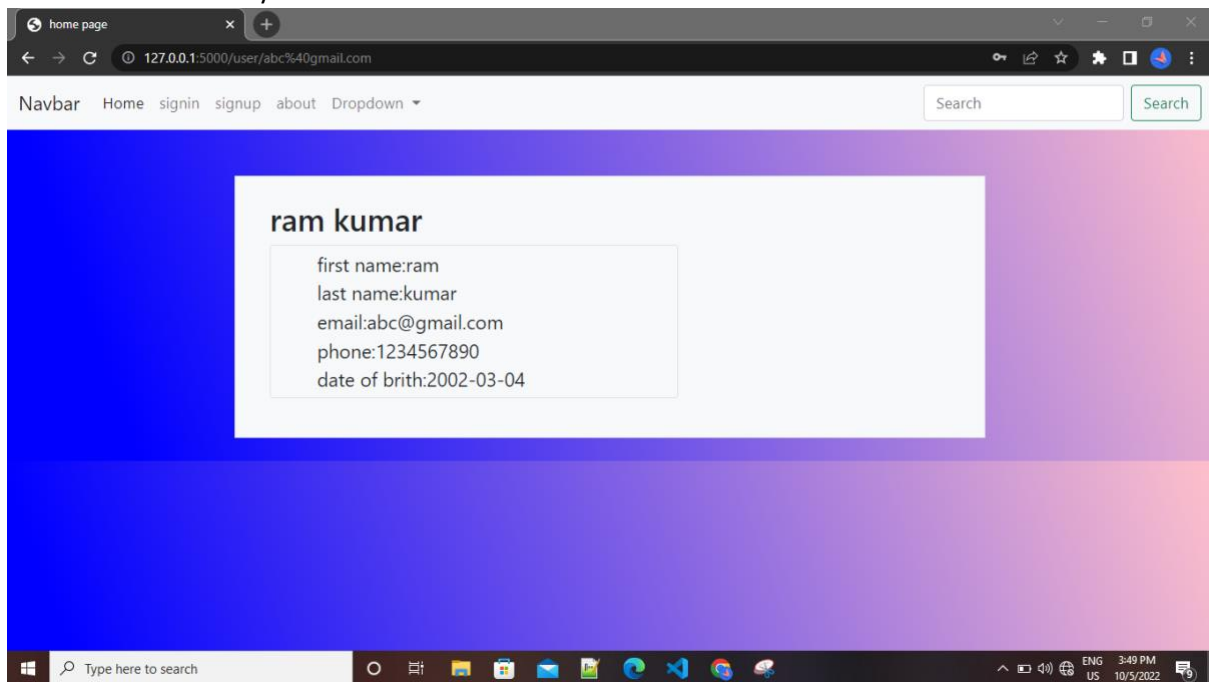 home page
127.0.0.1:5000/user/abc%40gmail.com
Navbar Home signin signup about Dropdown Search Search
ram kumar
first name:ram
last name:kumar
email:abc@gmail.com
phone:1234567890
date of brith:2002-03-04
Type here to search
ENG 3:49 PM
US 10/5/2022